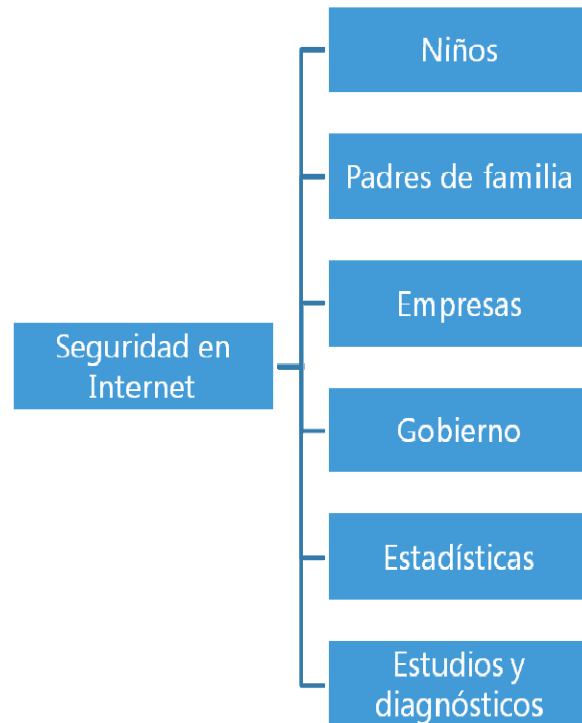 Seguridad en
Internet
Niños
Padres de familia
Empresas
Gobierno
Estadísticas
Estudios y
diagnósticos